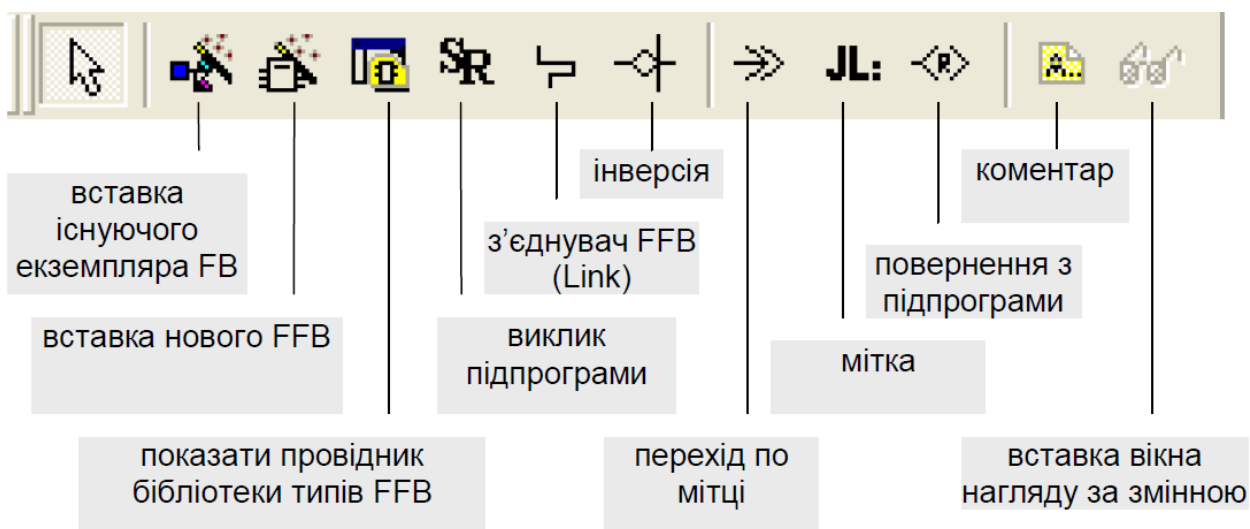 SR
JL:
R
A..
інверсія
коментар
вставка
існуючого
екземпляра FB
з’єднувач FFB
(Link)
повернення з
підпрограми
вставка нового FFB
виклик
підпрограми
мітка
показати провідник
бібліотеки типів FFB
перехід по
мітці
вставка вікна
нагляду за змінною